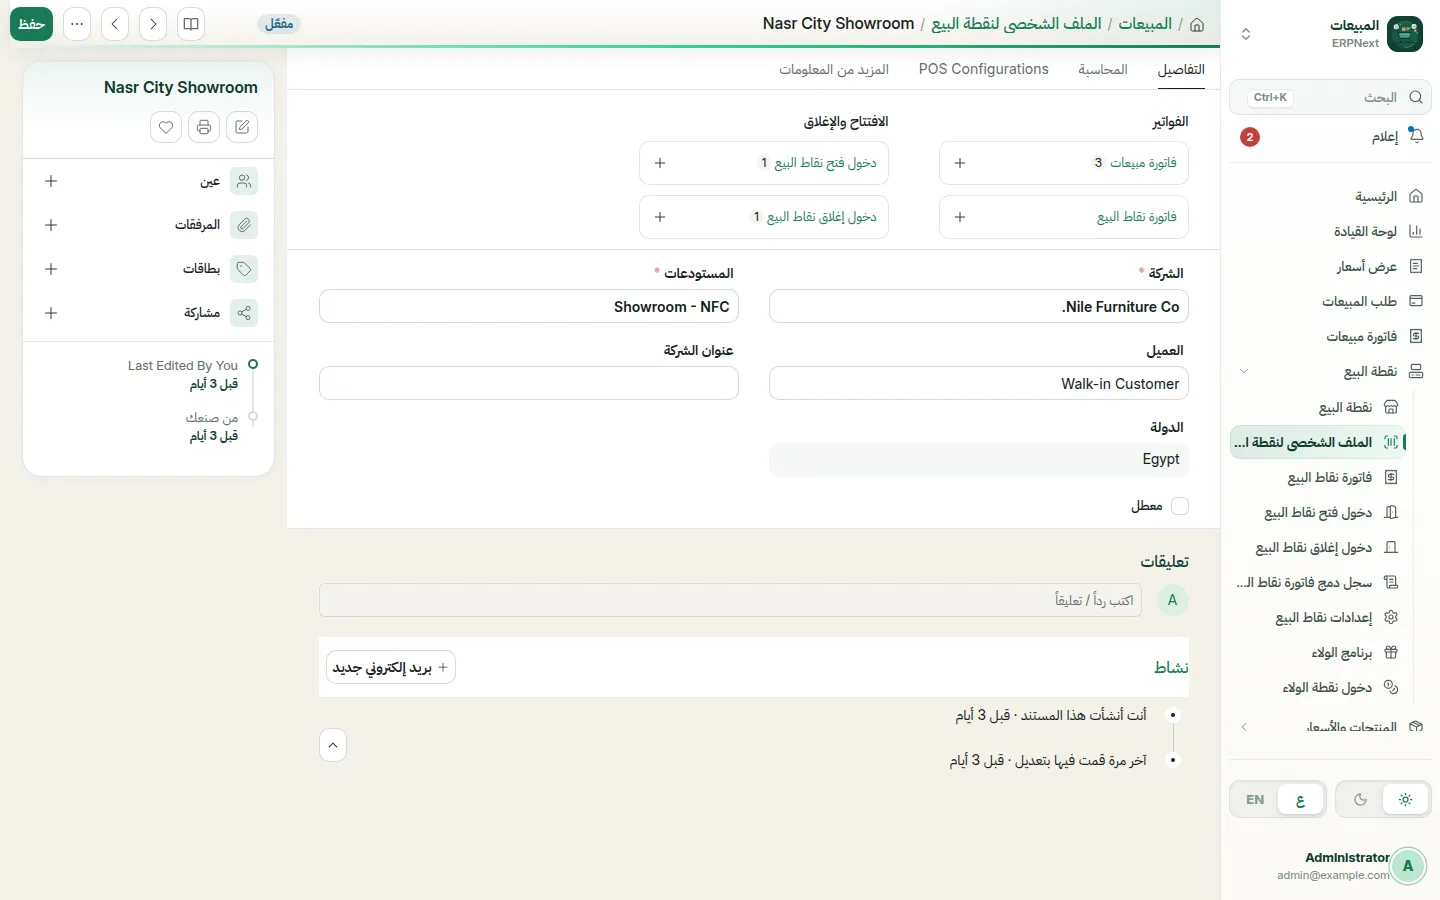 المبيعات
ERPNext
البحث
Ctrl+K
إعلام
2
الرئيسية
لوحة القيادة
عرض أسعار
طلب المبيعات
فاتورة مبيعات
نقطة البيع
نقطة البيع
الملف الشخصي لنقطة ا...
فاتورة نقاط البيع
دخول فتح نقاط البيع
دخول إغلاق نقاط البيع
سجل دمج فاتورة نقاط الـ...
إعدادات نقاط البيع
برنامج الولاء
دخول نقطة الولاء
المنتجات والأسعار
ع
EN
Administrator
admin@example.com
A
المبيعات / الملف الشخصي لنقطة البيع / Nasr City Showroom
مفعّل
حفظ
التفاصيل
المحاسبة
POS Configurations
المزيد من المعلومات
الفواتير
فاتورة مبيعات 3
فاتورة نقاط البيع
الافتتاح والإغلاق
دخول فتح نقاط البيع 1
دخول إغلاق نقاط البيع 1
الشركة *
Nile Furniture Co.
المستودعات *
Showroom - NFC
العميل
Walk-in Customer
عنوان الشركة
الدولة
Egypt
معطل
تعليقات
A
اكتب رداً / تعليقاً
نشاط
+ بريد إلكتروني جديد
أنت أنشأت هذا المستند · قبل 3 أيام
آخر مرة قمت فيها بتعديل · قبل 3 أيام
Nasr City Showroom
عين
المرفقات
بطاقات
مشاركة
Last Edited By You
قبل 3 أيام
من صنعك
قبل 3 أيام